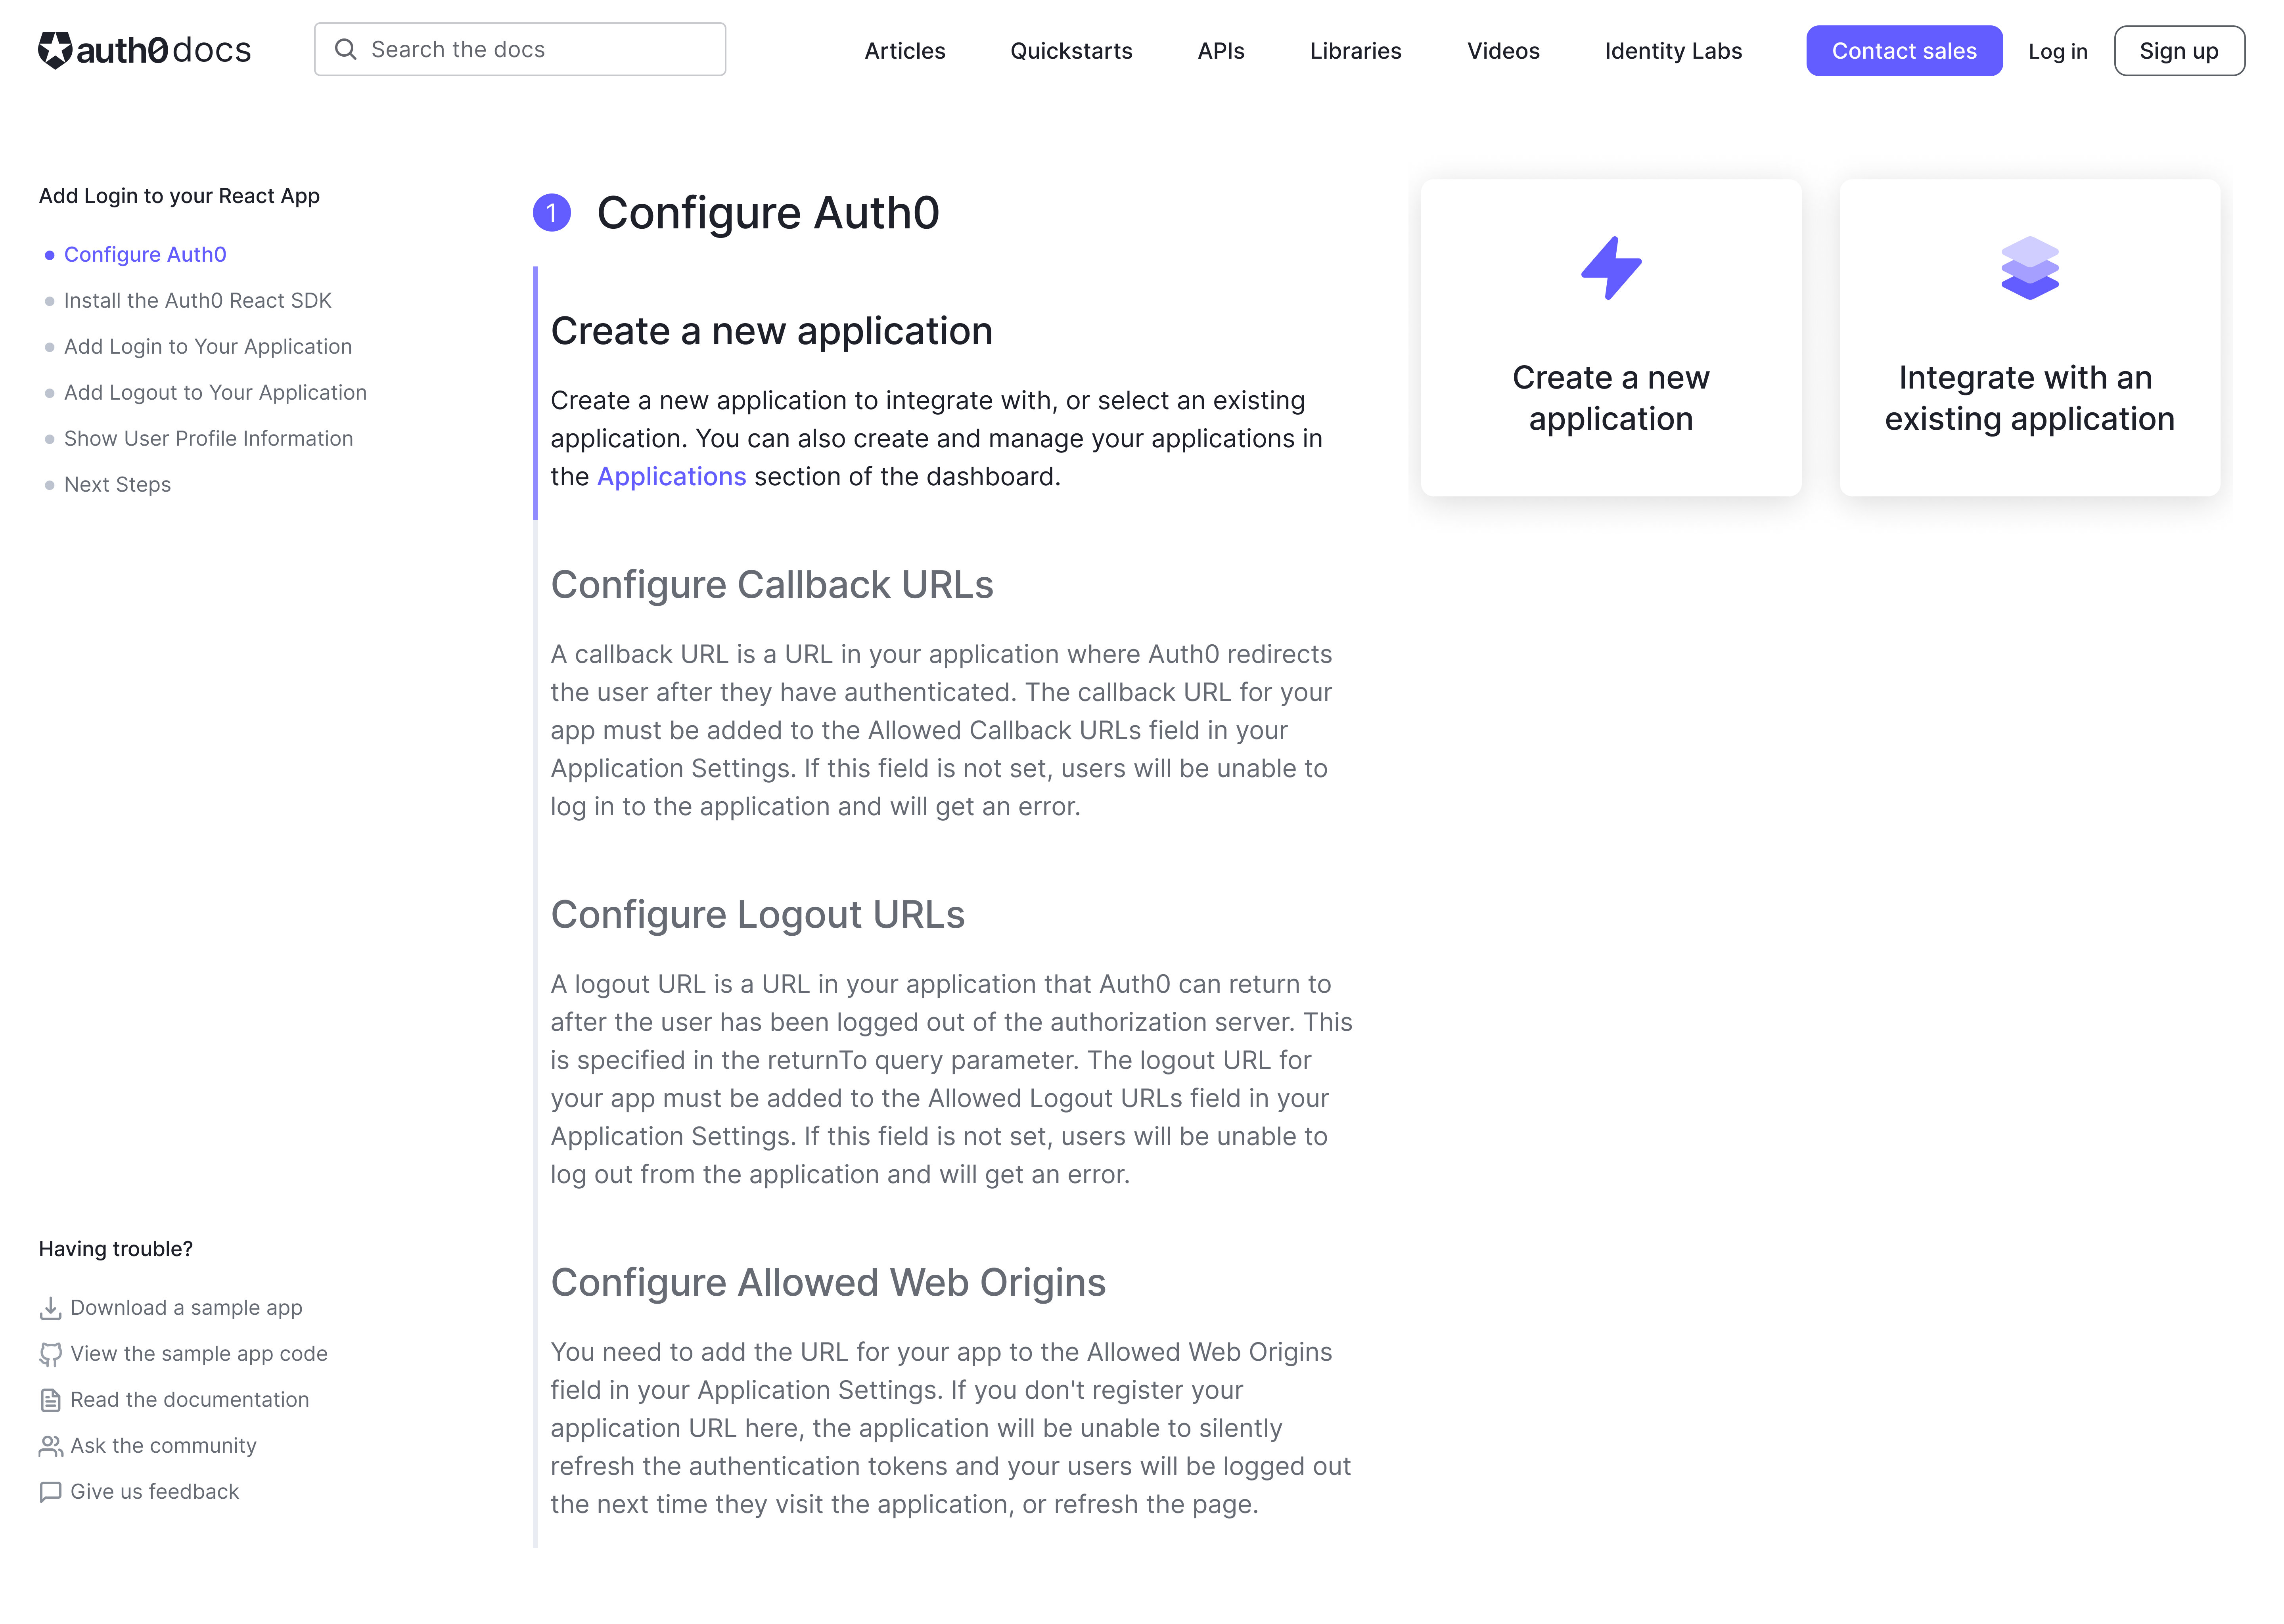 auth0 docs
Search the docs
Articles
Quickstarts
APIs
Libraries
Videos
Identity Labs
Contact sales
Log in
Sign up
Add Login to your React App
Configure Auth0
Install the Auth0 React SDK
Add Login to Your Application
Add Logout to Your Application
Show User Profile Information
Next Steps
Having trouble?
Download a sample app
View the sample app code
Read the documentation
Ask the community
Give us feedback
1 Configure Auth0
Create a new application
Create a new application to integrate with, or select an existing
application. You can also create and manage your applications in
the Applications section of the dashboard.
Configure Callback URLs
A callback URL is a URL in your application where Auth0 redirects
the user after they have authenticated. The callback URL for your
app must be added to the Allowed Callback URLs field in your
Application Settings. If this field is not set, users will be unable to
log in to the application and will get an error.
Configure Logout URLs
A logout URL is a URL in your application that Auth0 can return to
after the user has been logged out of the authorization server. This
is specified in the returnTo query parameter. The logout URL for
your app must be added to the Allowed Logout URLs field in your
Application Settings. If this field is not set, users will be unable to
log out from the application and will get an error.
Configure Allowed Web Origins
You need to add the URL for your app to the Allowed Web Origins
field in your Application Settings. If you don't register your
application URL here, the application will be unable to silently
refresh the authentication tokens and your users will be logged out
the next time they visit the application, or refresh the page.
Create a new
application
Integrate with an
existing application